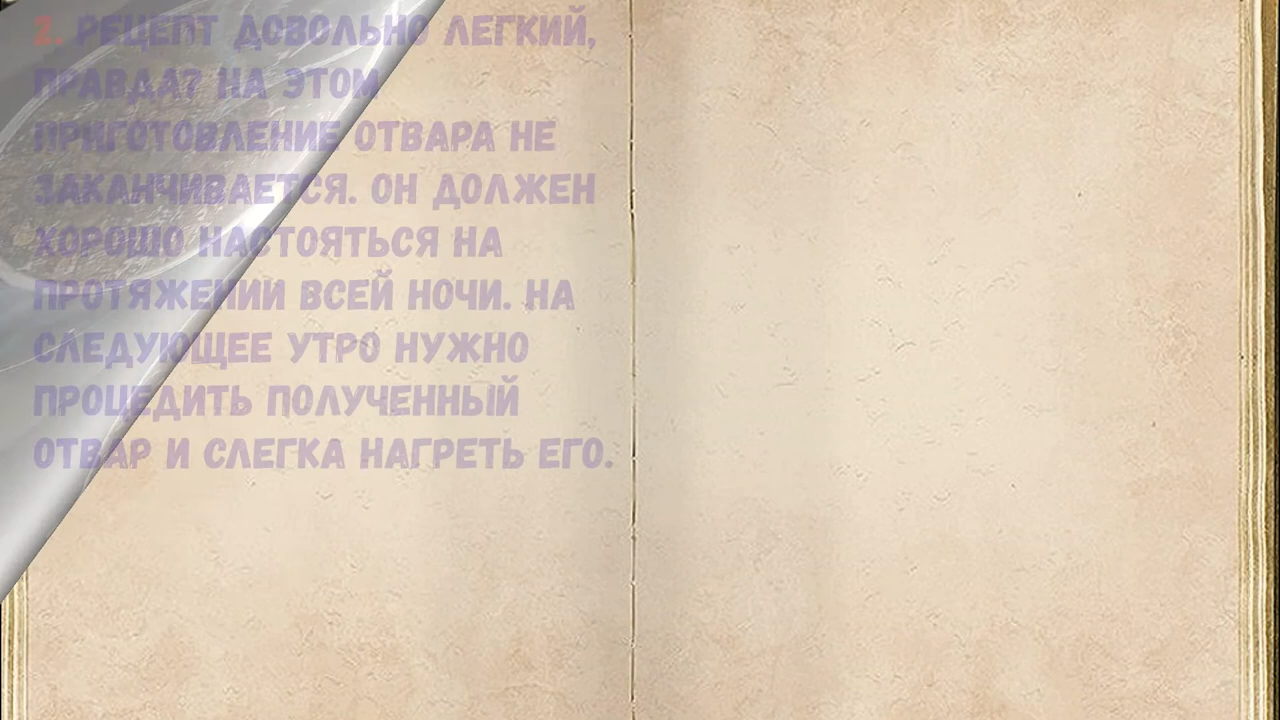 2. РЕЦЕПТ ДОВОЛЬНО ЛЕГКИЙ,
ПРАВДА? НА ЭТОМ
ПРИГОТОВЛЕНИЕ ОТВАРА НЕ
ЗАКАНЧИВАЕТСЯ. ОН ДОЛЖЕН
ХОРОШО НАСТОЯТЬСЯ НА
ПРОТЯЖЕНИИ ВСЕЙ НОЧИ. НА
СЛЕДУЮЩЕЕ УТРО НУЖНО
ПРОЦЕДИТЬ ПОЛУЧЕННЫЙ
ОТВАР И СЛЕГКА НАГРЕТЬ ЕГО.